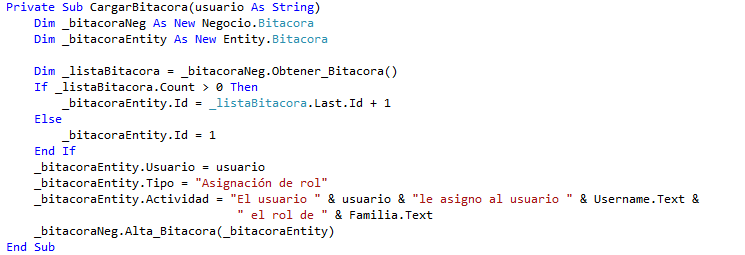 Private Sub CargarBitacora(usuario As String)
    Dim _bitacoraNeg As New Negocio.Bitacora
    Dim _bitacoraEntity As New Entity.Bitacora

    Dim _listaBitacora = _bitacoraNeg.Obtener_Bitacora()
    If _listaBitacora.Count > 0 Then
        _bitacoraEntity.Id = _listaBitacora.Last.Id + 1
    Else
        _bitacoraEntity.Id = 1
    End If
    _bitacoraEntity.Usuario = usuario
    _bitacoraEntity.Tipo = "Asignación de rol"
    _bitacoraEntity.Actividad = "El usuario " & usuario & "le asigno al usuario " & Username.Text &
                                 " el rol de " & Familia.Text
    _bitacoraNeg.Alta_Bitacora(_bitacoraEntity)
End Sub